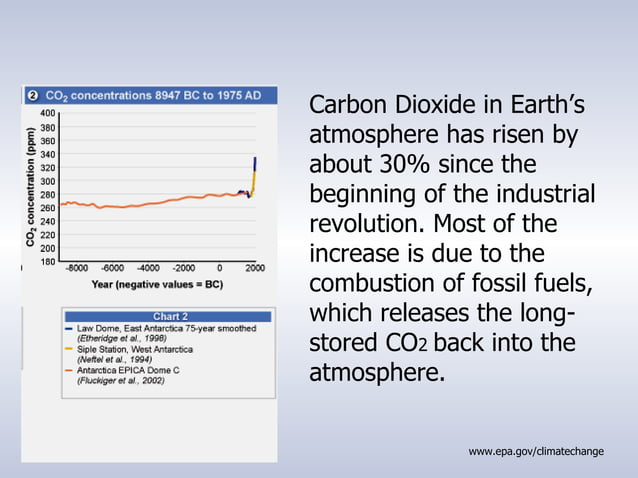 2 CO2 concentrations 8947 BC to 1975 AD
CO2 concentration (ppm)
400
380
360
340
320
300
280
260
240
220
200
180
-8000 -6000 -4000 -2000 0 2000
Year (negative values = BC)
Chart 2
Law Dome, East Antarctica 75-year smoothed
(Etheridge et al., 1998)
Siple Station, West Antarctica
(Neftel et al., 1994)
Antarctica EPICA Dome C
(Fluckiger et al., 2002)
Carbon Dioxide in Earth’s
atmosphere has risen by
about 30% since the
beginning of the industrial
revolution. Most of the
increase is due to the
combustion of fossil fuels,
which releases the long-
stored CO2 back into the
atmosphere.
www.epa.gov/climatechange